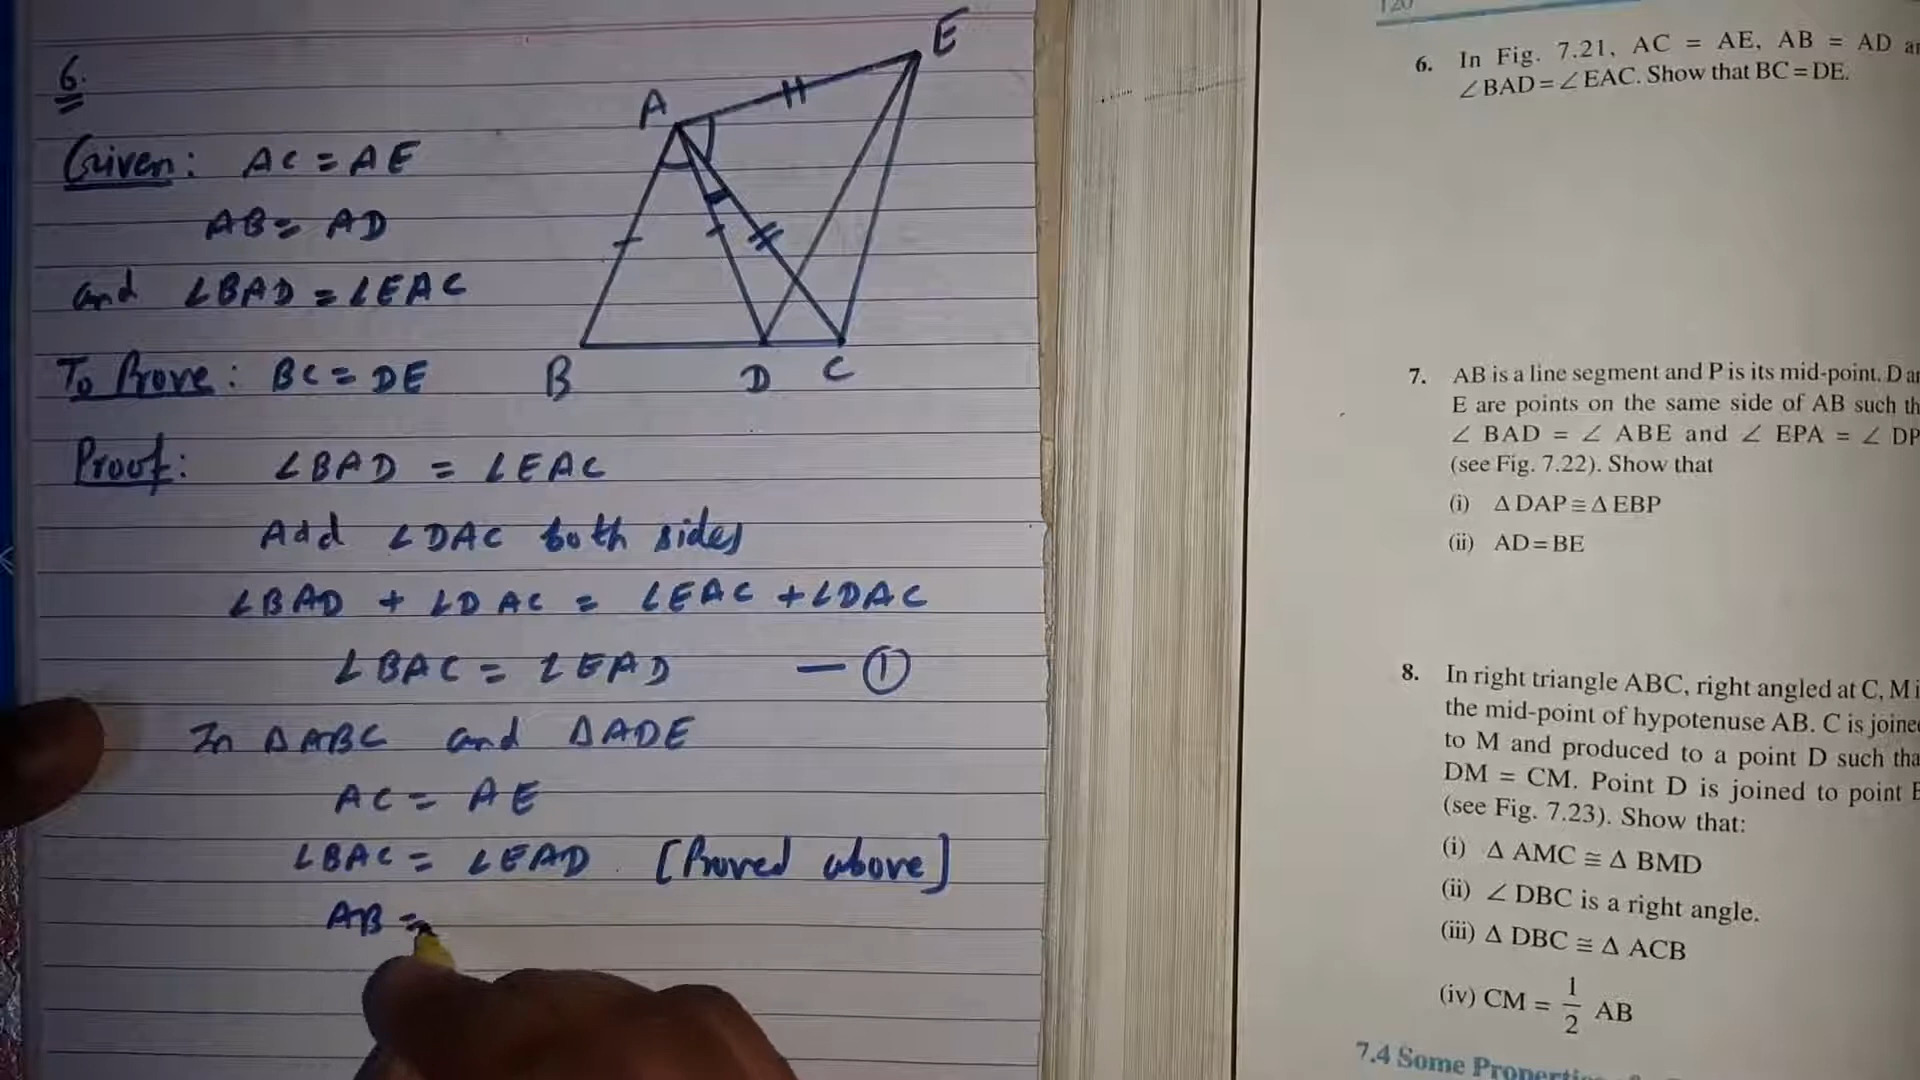 6.
Given: AC = AE
AB = AD
and ∠BAD = ∠EAC
To Prove: BC = DE
E
A
B
D
C
Proof: ∠BAD = ∠EAC
Add ∠DAC both sides
∠BAD + ∠DAC = ∠EAC + ∠DAC
∠BAC = ∠EAD — ①
In ΔABC and ΔADE
AC = AE
∠BAC = ∠EAD [Proved above]
AB =
120
6. In Fig. 7.21, AC = AE, AB = AD
∠BAD = ∠EAC. Show that BC = DE.
7. AB is a line segment and P is its mid-point. D
E are points on the same side of AB such
∠ BAD = ∠ ABE and ∠ EPA = ∠
(see Fig. 7.22). Show that
(i) Δ DAP ≅ Δ EBP
(ii) AD = BE
8. In right triangle ABC, right angled at C, M
the mid-point of hypotenuse AB. C is
to M and produced to a point D such
DM = CM. Point D is joined to point
(see Fig. 7.23). Show that:
(i) Δ AMC ≅ Δ BMD
(ii) ∠ DBC is a right angle.
(iii) Δ DBC ≅ Δ ACB
(iv) CM = 1/2 AB
7.4 Some